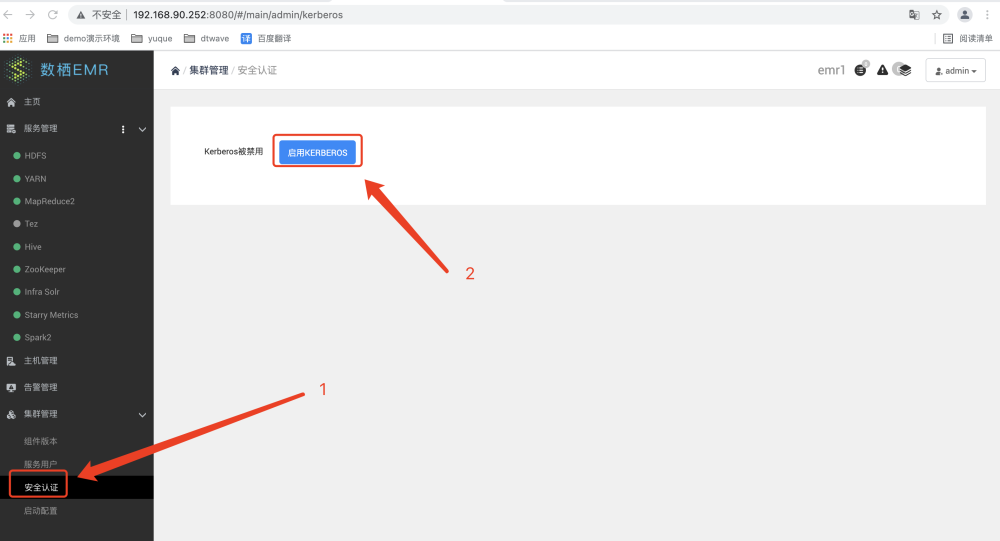 不安全 | 192.168.90.252:8080/#/main/admin/kerberos
应用 demo演示环境 yuque dtwave 译 百度翻译 阅读清单
数栖EMR
集群管理 / 安全认证
emr1
admin
主页
服务管理
HDFS
YARN
MapReduce2
Tez
Hive
ZooKeeper
Infra Solr
Starry Metrics
Spark2
主机管理
告警管理
集群管理
组件版本
服务用户
安全认证
启动配置
Kerberos被禁用 启用KERBEROS
2
1